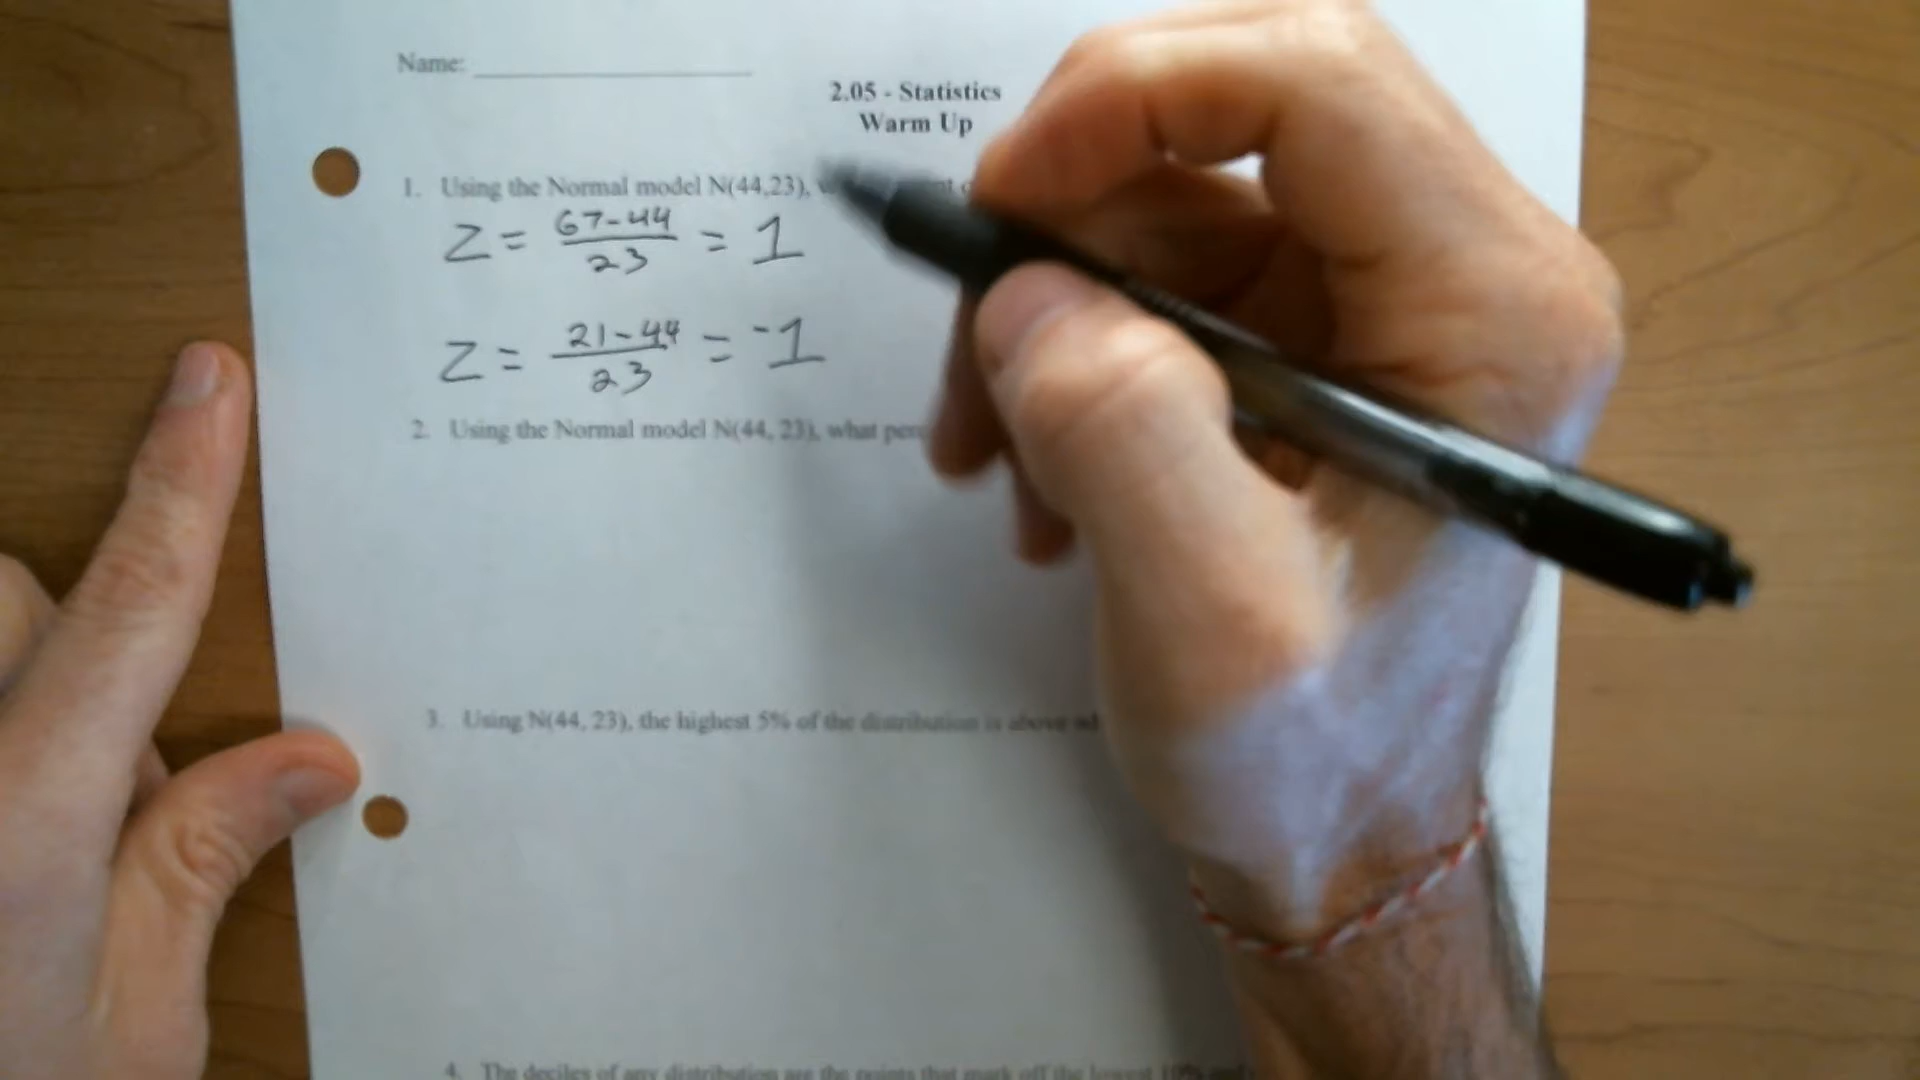 Name:
2.05 - Statistics
Warm Up
1. Using the Normal model N(44,23),
Z = 67-44 / 23 = 1
Z = 21-44 / 23 = -1
2. Using the Normal model N(44, 23), what
3. Using N(44, 23), the highest 5% of the distribution is above
4. The deciles of any distribution are the points that mark off the lowest 10%